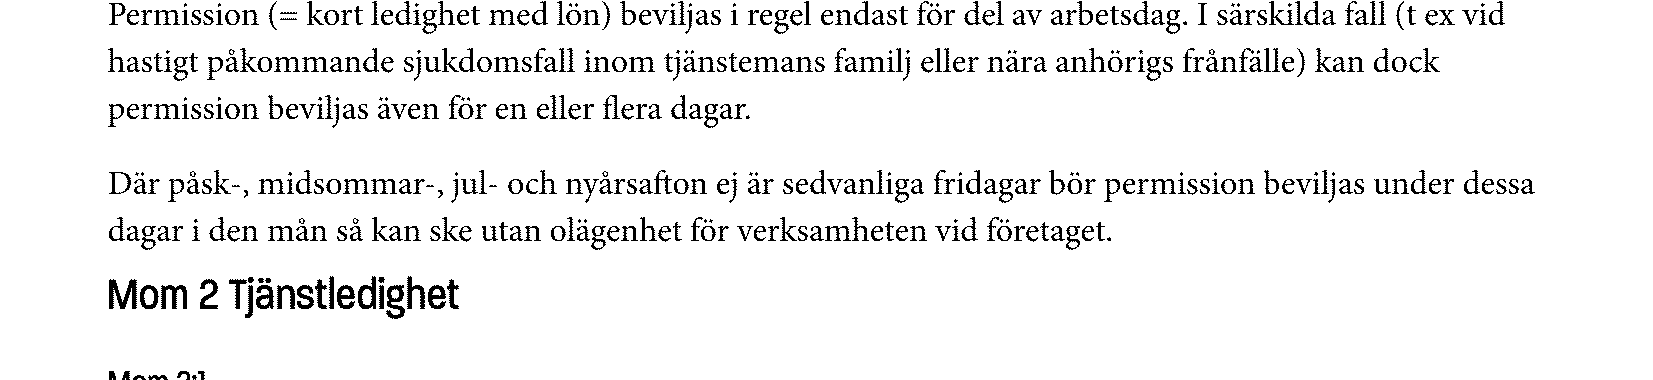 Permission (= kort ledighet med lön) beviljas i regel endast för del av arbetsdag. I särskilda fall (t ex vid
hastigt påkommande sjukdomsfall inom tjänstemans familj eller nära anhörigs frånfälle) kan dock
permission beviljas även för en eller flera dagar.
Där påsk-, midsommar-, jul- och nyårsafton ej är sedvanliga fridagar bör permission beviljas under dessa
dagar i den mån så kan ske utan olägenhet för verksamheten vid företaget.
Mom 2 Tjänstledighet
Mom 2:1